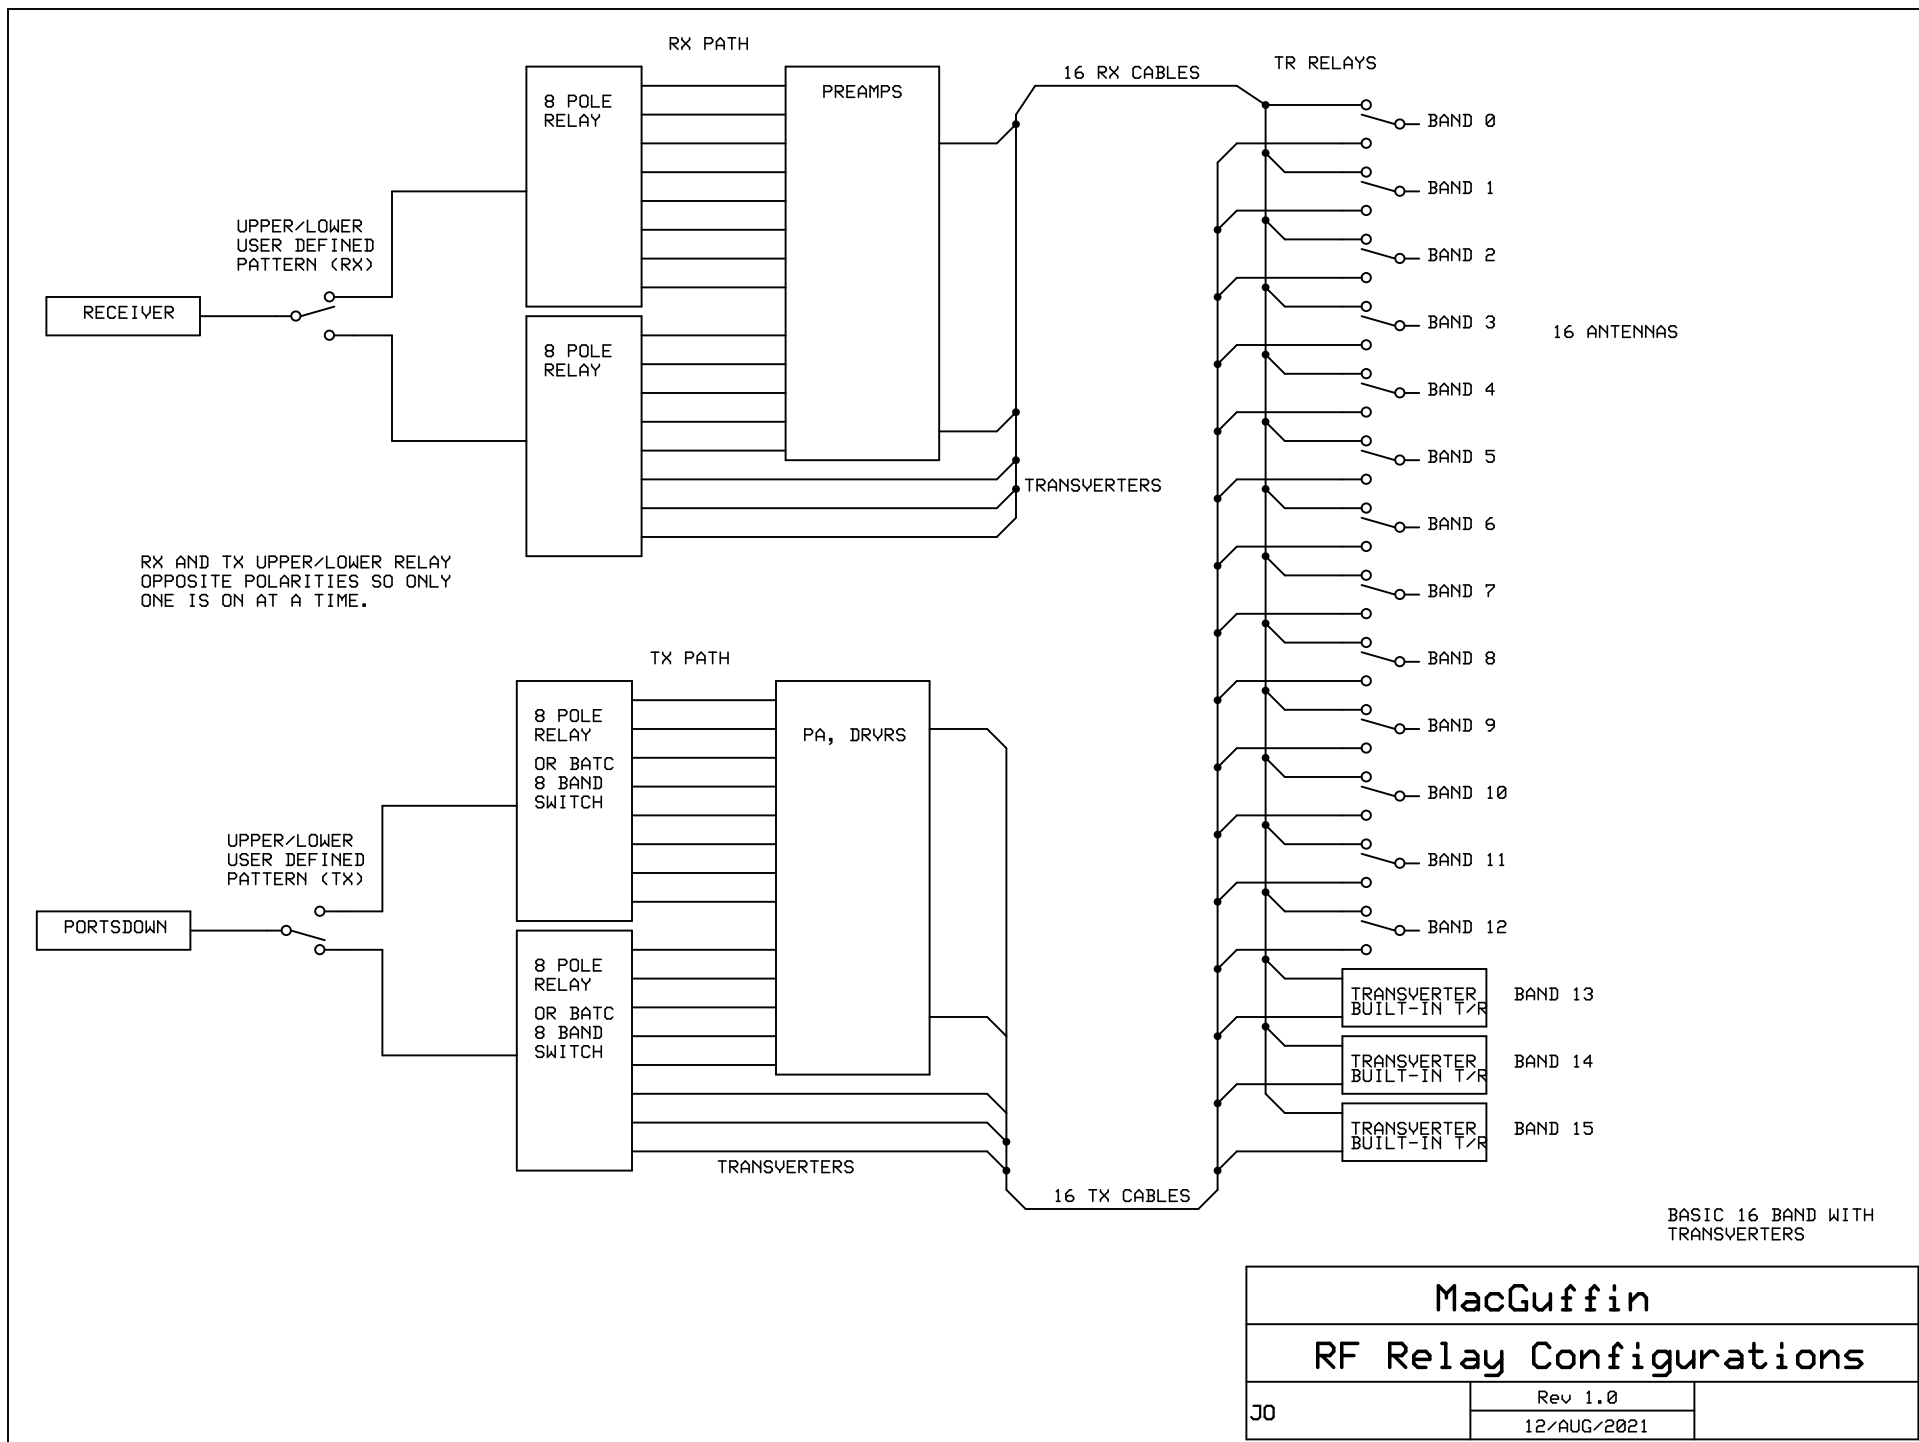 RX PATH
TR RELAYS
16 RX CABLES
8 POLE
RELAY
PREAMPS
BAND 0
BAND 1
UPPER/LOWER
USER DEFINED
PATTERN (RX)
BAND 2
RECEIVER
BAND 3
16 ANTENNAS
8 POLE
RELAY
BAND 4
BAND 5
TRANSVERTERS
BAND 6
RX AND TX UPPER/LOWER RELAY
OPPOSITE POLARITIES SO ONLY
ONE IS ON AT A TIME.
BAND 7
TX PATH
BAND 8
8 POLE
RELAY
OR BATC
8 BAND
SWITCH
PA, DRVRS
BAND 9
BAND 10
UPPER/LOWER
USER DEFINED
PATTERN (TX)
BAND 11
PORTSDOWN
BAND 12
8 POLE
RELAY
OR BATC
8 BAND
SWITCH
TRANSVERTER
BUILT-IN T/R
BAND 13
TRANSVERTER
BUILT-IN T/R
BAND 14
TRANSVERTER
BUILT-IN T/R
BAND 15
TRANSVERTERS
16 TX CABLES
BASIC 16 BAND WITH
TRANSVERTERS
MacGuffin
RF Relay Configurations
JO
Rev 1.0
12/AUG/2021